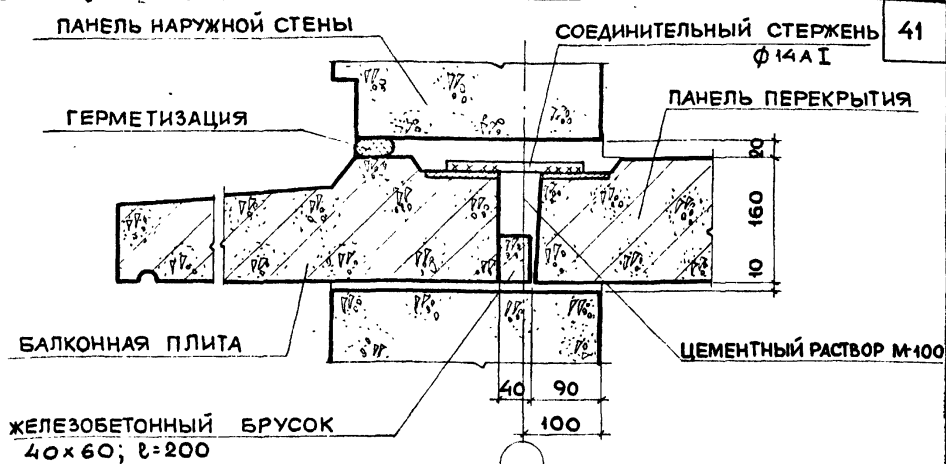 ПАНЕЛЬ НАРУЖНОЙ СТЕНЫ
СОЕДИНИТЕЛЬНЫЙ СТЕРЖЕНЬ
Ф14АI
41
ПАНЕЛЬ ПЕРЕКРЫТИЯ
ГЕРМЕТИЗАЦИЯ
20
160
10
БАЛКОННАЯ ПЛИТА
ЦЕМЕНТНЫЙ РАСТВОР М-100
40
90
100
ЖЕЛЕЗОБЕТОННЫЙ БРУСОК
40×60; ℓ=200